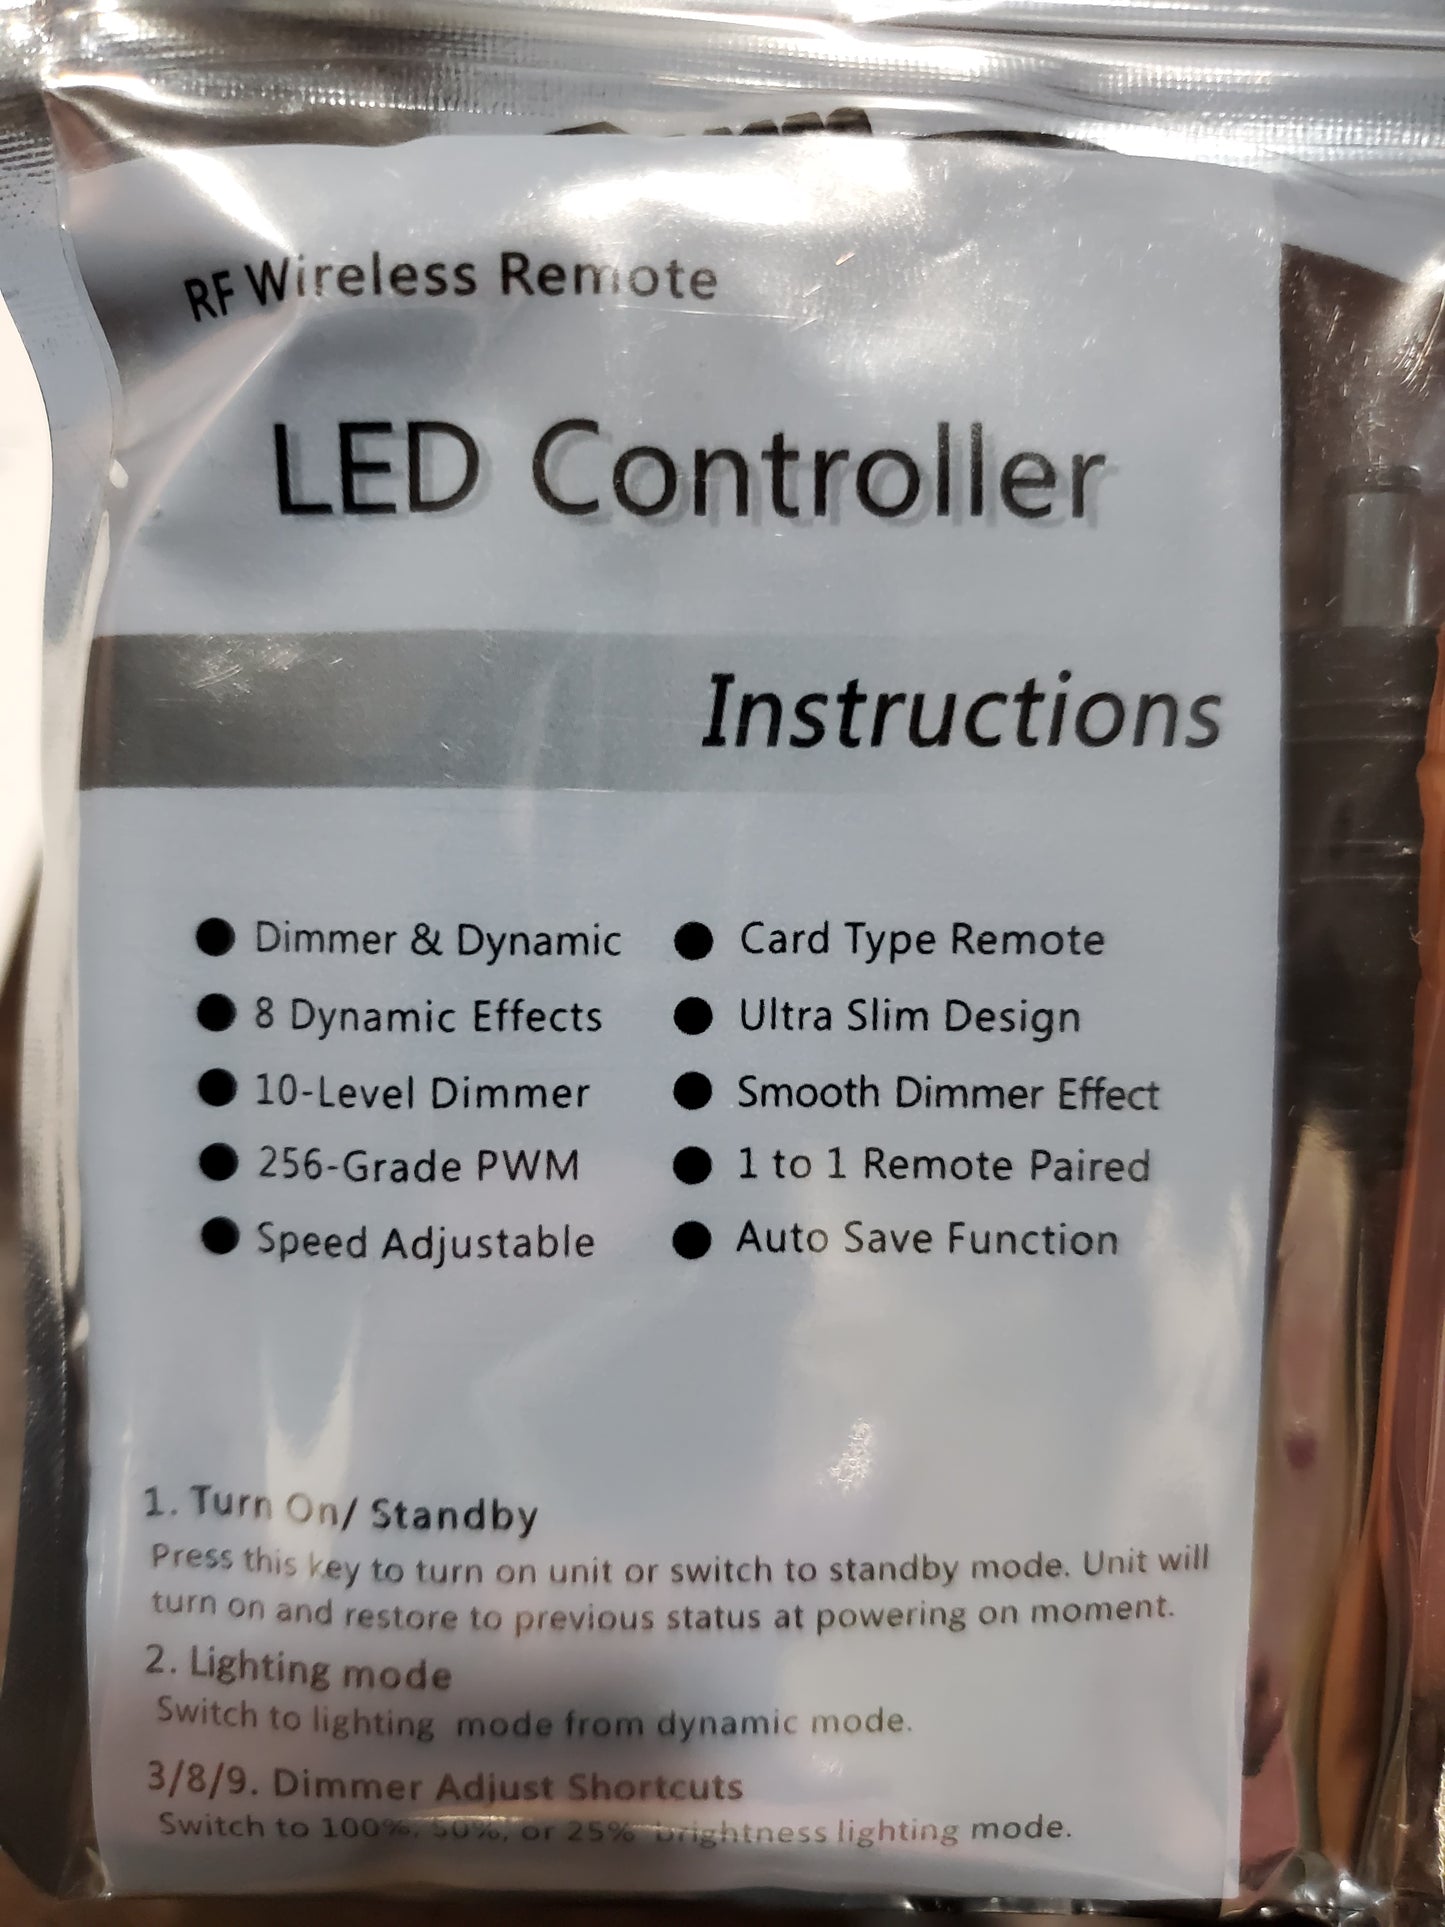 RF Wireless Remote
LED Controller
Instructions
● Dimmer & Dynamic
● 8 Dynamic Effects
● 10-Level Dimmer
● 256-Grade PWM
● Speed Adjustable
● Card Type Remote
● Ultra Slim Design
● Smooth Dimmer Effect
● 1 to 1 Remote Paired
● Auto Save Function
1. Turn On/ Standby
Press this key to turn on unit or switch to standby mode. Unit will
turn on and restore to previous status at powering on moment.
2. Lighting mode
Switch to lighting mode from dynamic mode.
3/8/9. Dimmer Adjust Shortcuts
Switch to 100%, 50%, or 25% brightness lighting mode.